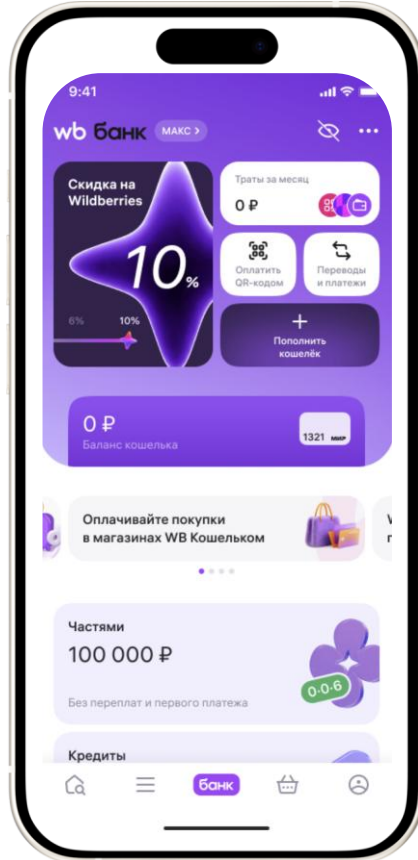 9:41
wb банк
МАКС >
Скидка на
Wildberries
10%
6%
10%
Траты за месяц
0 ₽
Оплатить
QR-кодом
Переводы
и платежи
+
Пополнить
кошелёк
0 ₽
Баланс кошелька
1321 МИР
Оплачивайте покупки
в магазинах WB Кошельком
Частями
100 000 ₽
0·0·6
Без переплат и первого платежа
Кредиты
банк